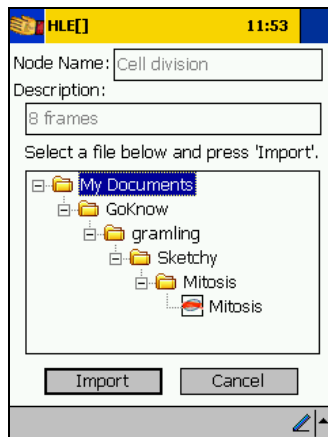 HLE[] 11:53
Node Name: Cell division
Description:
8 frames
Select a file below and press 'Import'.
My Documents
GoKnow
gramling
Sketchy
Mitosis
Mitosis
Import Cancel